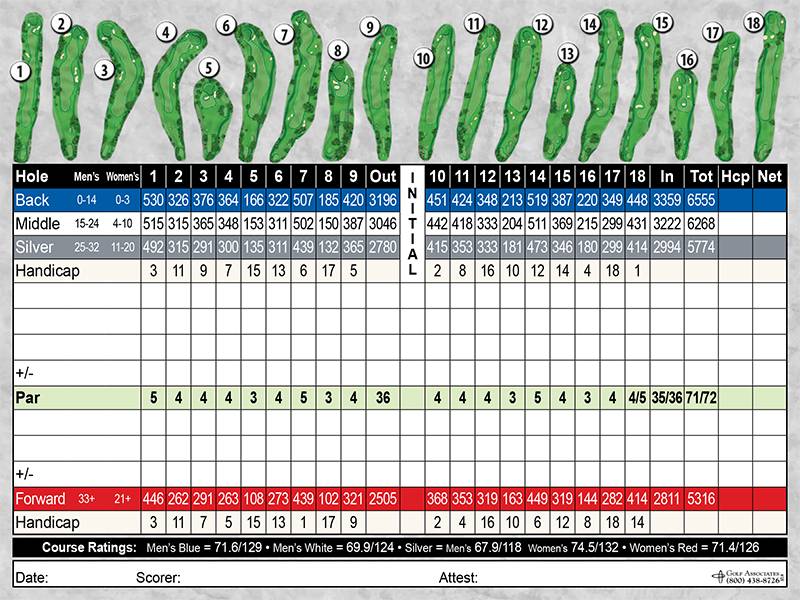 1 2 3 4 5 6 7 8 9 10 11 12 13 14 15 16 17 18
Hole Men's Women's 1 2 3 4 5 6 7 8 9 Out INITIAL 10 11 12 13 14 15 16 17 18 In Tot Hcp Net
Back 0-14 0-3 530 326 376 364 166 322 507 185 420 3196 451 424 348 213 519 387 220 349 448 3359 6555
Middle 15-24 4-10 515 315 365 348 153 311 502 150 387 3046 442 418 333 204 511 369 215 299 431 3222 6268
Silver 25-32 11-20 492 315 291 300 135 311 439 132 365 2780 415 353 333 181 473 346 180 299 414 2994 5774
Handicap 3 11 9 7 15 13 6 17 5 2 8 16 10 12 14 4 18 1
+/-
Par 5 4 4 4 3 4 5 3 4 36 4 4 4 3 5 4 3 4 4/5 35/36 71/72
+/-
Forward 33+ 21+ 446 262 291 263 108 273 439 102 321 2505 368 353 319 163 449 319 144 282 414 2811 5316
Handicap 3 11 7 5 15 13 1 17 9 2 4 16 10 6 12 8 18 14
Course Ratings: Men's Blue = 71.6/129 • Men's White = 69.9/124 • Silver = Men's 67.9/118 Women's 74.5/132 • Women's Red = 71.4/126
Date: Scorer: Attest: Golf Associates
(800) 438-8726